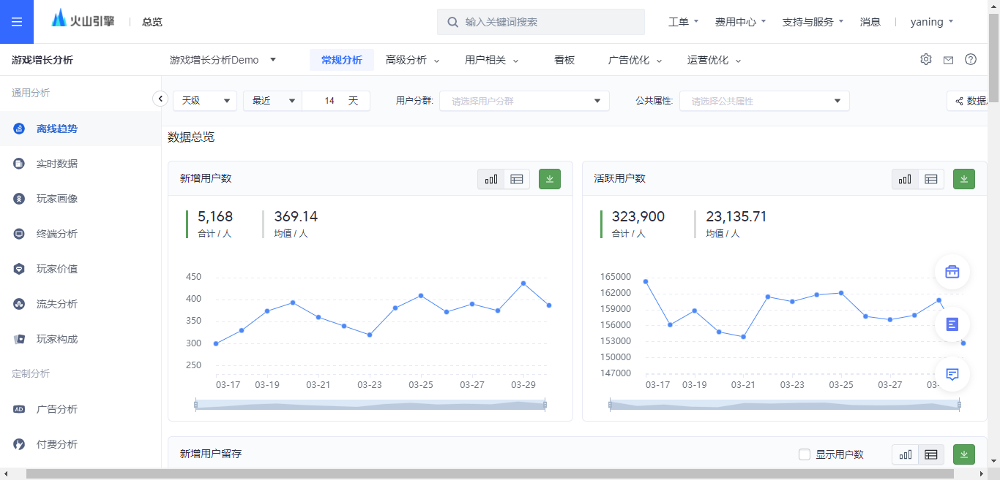 火山引擎 总览 输入关键词搜索 工单 费用中心 支持与服务 消息 yaning
游戏增长分析 游戏增长分析Demo 常规分析 高级分析 用户相关 看板 广告优化 运营优化
通用分析
离线趋势
实时数据
玩家画像
终端分析
玩家价值
流失分析
玩家构成
定制分析
AD 广告分析
付费分析
天级 最近 14 天 用户分群: 请选择用户分群 公共属性: 请选择公共属性 数据
数据总览
新增用户数
5,168 369.14
合计 / 人 均值 / 人
450
400
350
300
250
03-17 03-19 03-21 03-23 03-25 03-27 03-29
活跃用户数
323,900 23,135.71
合计 / 人 均值 / 人
165000
162000
159000
156000
153000
150000
147000
03-17 03-19 03-21 03-23 03-25 03-27 03-
新增用户留存 显示用户数